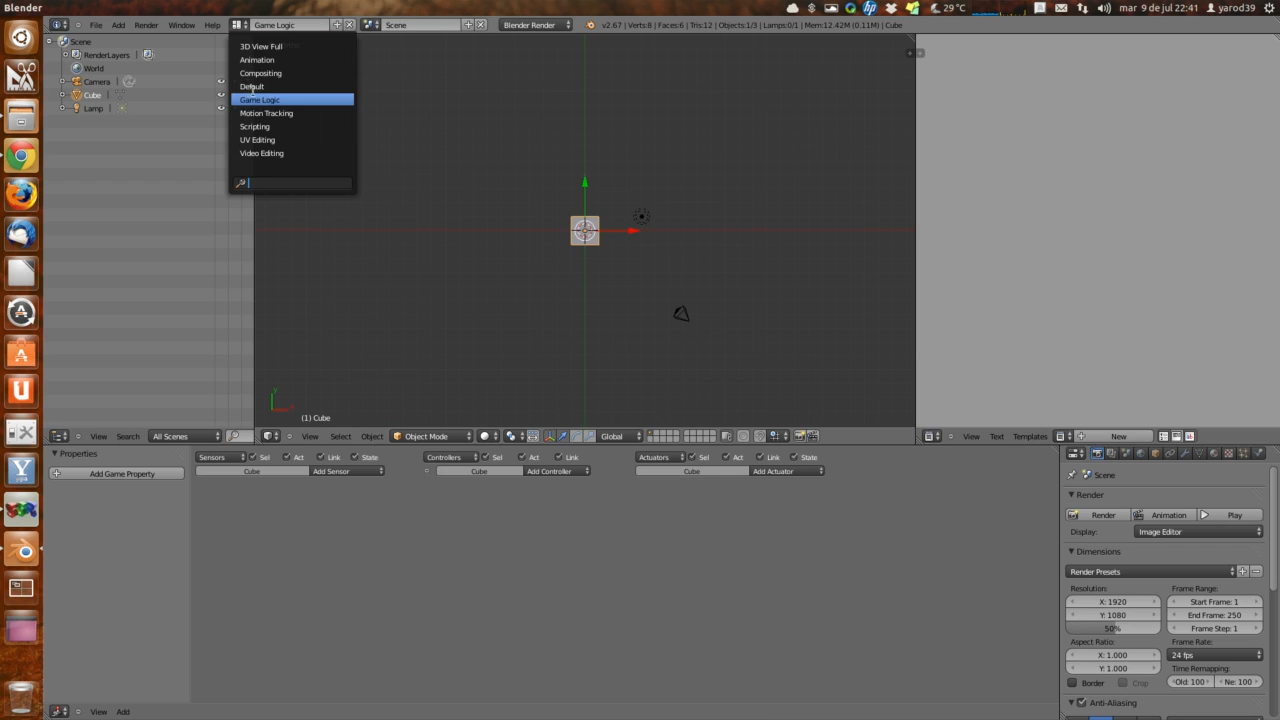 Blender
29 °C
mar 9 de jul 22:41
yarod39
File Add Render Window Help
Game Logic
Scene
Blender Render
v2.67 | Verts:8 | Faces:6 | Tris:12 | Objects:1/3 | Lamps:0/1 | Mem:12.42M (0.11M) | Cube
Scene
RenderLayers
World
Camera
Cube
Lamp
3D View Full
Animation
Compositing
Default
Game Logic
Motion Tracking
Scripting
UV Editing
Video Editing
(1) Cube
View Search All Scenes
View Select Object Object Mode Global
View Text Templates New
Properties
Add Game Property
Sensors Sel Act Link State
Cube Add Sensor
Controllers Sel Act Link
Cube Add Controller
Actuators Sel Act Link State
Cube Add Actuator
Scene
Render
Render Animation Play
Display: Image Editor
Dimensions
Render Presets
Resolution: Frame Range:
X: 1920 Start Frame: 1
Y: 1080 End Frame: 250
50% Frame Step: 1
Aspect Ratio: Frame Rate:
X: 1.000 24 fps
Y: 1.000 Time Remapping:
Border Crop Old: 100 Ne: 100
Anti-Aliasing
View Add